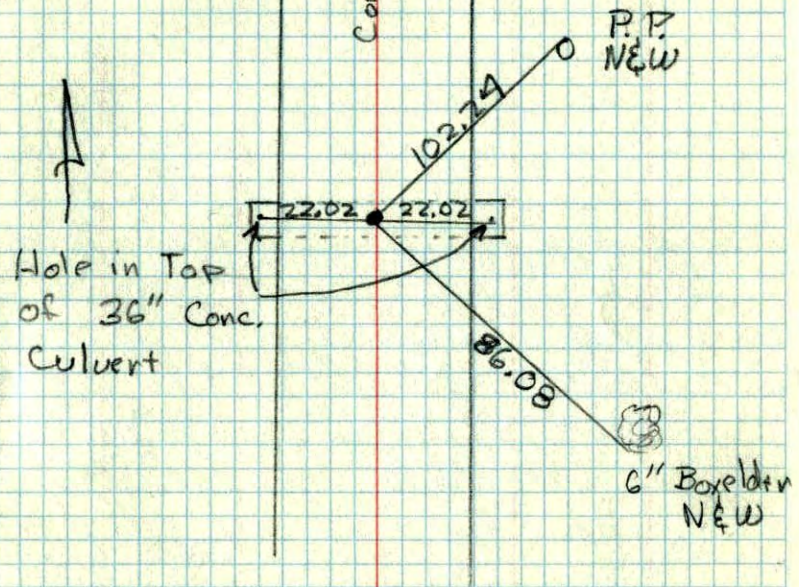 P.P.
N&W
102.24
22.02 22.02
Hole in Top
of 36" Conc.
Culvert
86.08
6" Boxelder
N&W